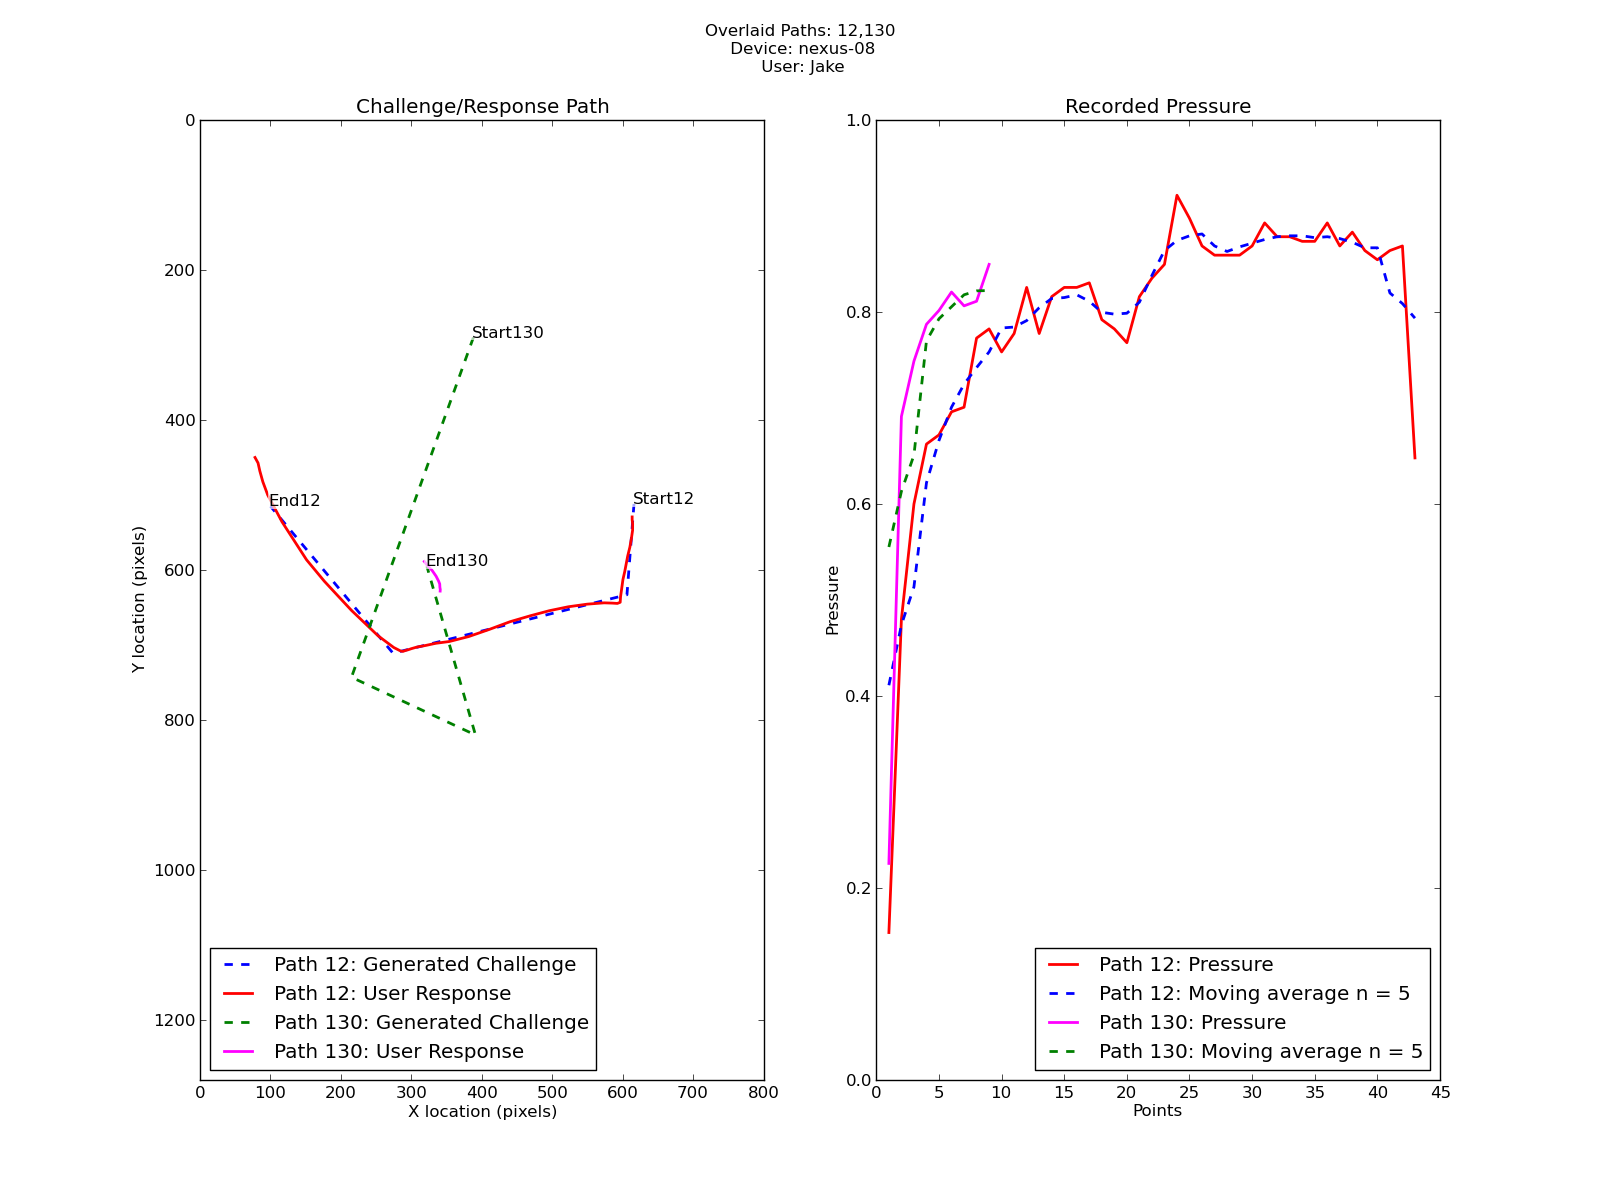 Overlaid Paths: 12,130
Device: nexus-08
User: Jake
Challenge/Response Path
0
200
400
600
800
1000
1200
Y location (pixels)
Start130
End12
Start12
End130
Path 12: Generated Challenge
Path 12: User Response
Path 130: Generated Challenge
Path 130: User Response
0 100 200 300 400 500 600 700 800
X location (pixels)
Recorded Pressure
1.0
0.8
0.6
0.4
0.2
0.0
Pressure
Path 12: Pressure
Path 12: Moving average n = 5
Path 130: Pressure
Path 130: Moving average n = 5
0 5 10 15 20 25 30 35 40 45
Points